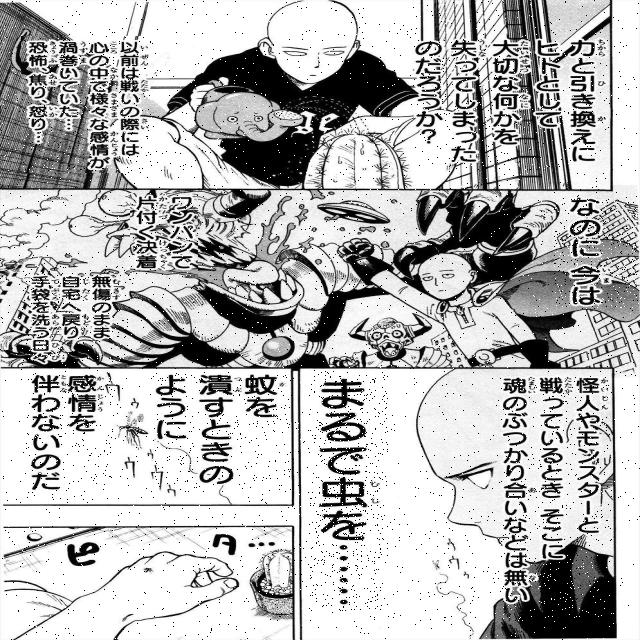 力と引き換えに
ヒトとして
大切な何かを
失ってしまった
のだろうか？
以前は戦いの際には
心の中で様々な感情が
渦巻いていた…
恐怖、焦り、怒り…
なのに 今は
ワンパンで
片付く決着
無傷のまま
自宅へ戻り
手袋を洗う日々
怪人やモンスターと
戦っているとき そこに
魂のぶつかり合いなどは無い
まるで虫を……
蚊を
潰すときの
ように
感情を
伴わないのだ
ウゥ
ウゥ
ピタ…